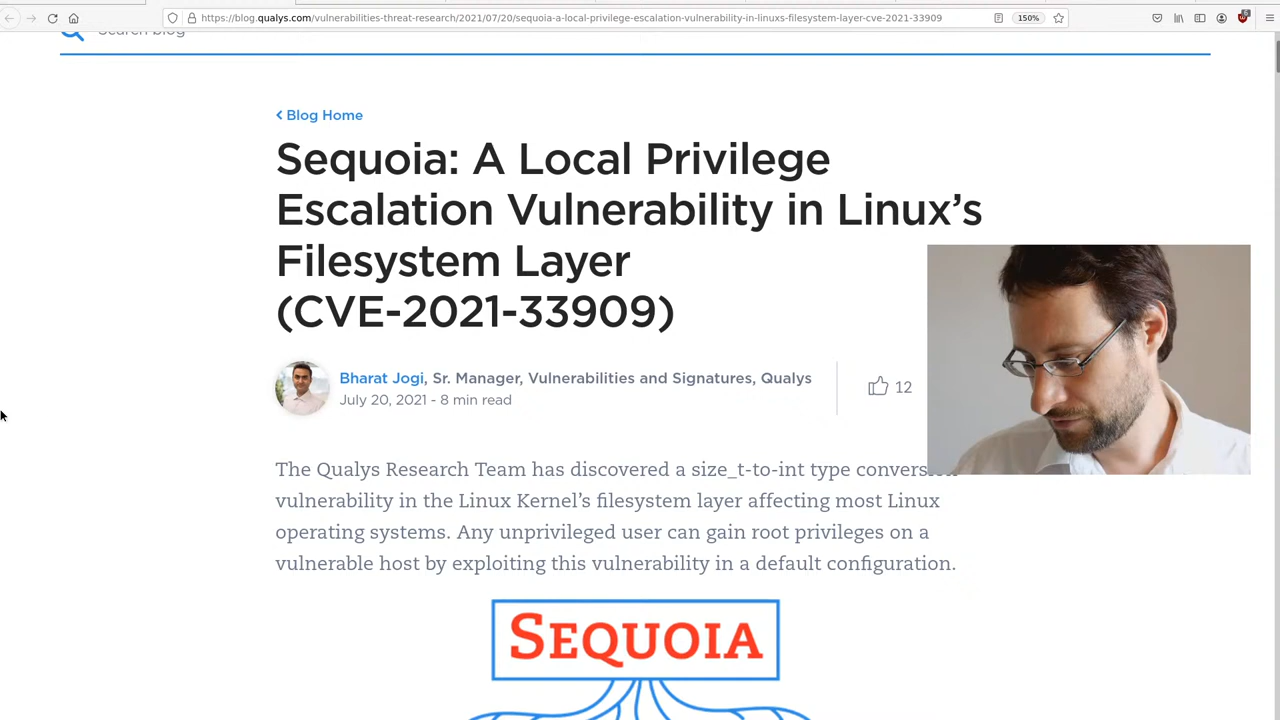 https://blog.qualys.com/vulnerabilities-threat-research/2021/07/20/sequoia-a-local-privilege-escalation-vulnerability-in-linuxs-filesystem-layer-cve-2021-33909
150%
Search blog
Blog Home
Sequoia: A Local Privilege
Escalation Vulnerability in Linux’s
Filesystem Layer
(CVE-2021-33909)
Bharat Jogi, Sr. Manager, Vulnerabilities and Signatures, Qualys
July 20, 2021 - 8 min read
12
The Qualys Research Team has discovered a size_t-to-int type conversion
vulnerability in the Linux Kernel’s filesystem layer affecting most Linux
operating systems. Any unprivileged user can gain root privileges on a
vulnerable host by exploiting this vulnerability in a default configuration.
SEQUOIA